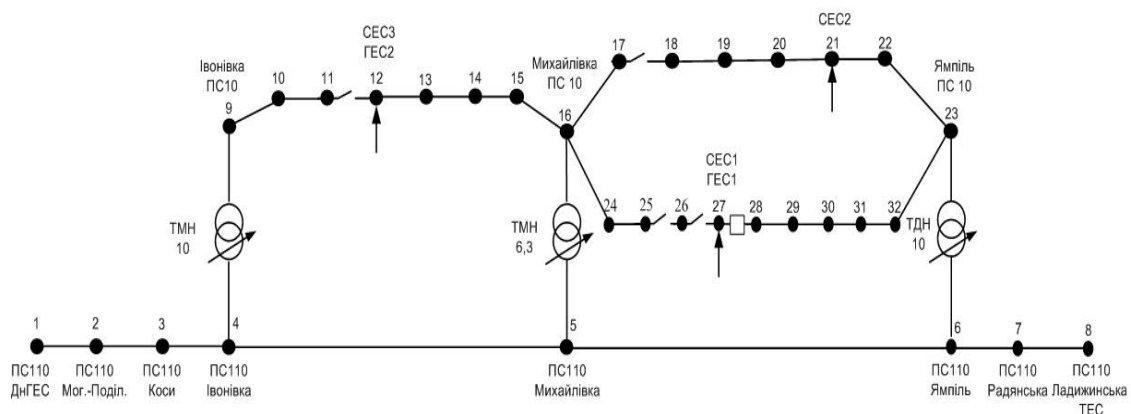 СЕС3
ГЕС2
СЕС2
Івонівка
ПС10
10
11
12
13
14
15
9
Михайлівка
ПС 10
16
17
18
19
20
21
22
Ямпіль
ПС 10
23
СЕС1
ГЕС1
24
25
26
27
28
29
30
31
32
ТМН
10
ТМН
6,3
ТДН
10
1
2
3
4
5
6
7
8
ПС110
ДнГЕС
ПС110
Мог.-Поділ.
ПС110
Коси
ПС110
Івонівка
ПС110
Михайлівка
ПС110
Ямпіль
ПС110
Радянська
ПС110
Ладижинська
ТЕС